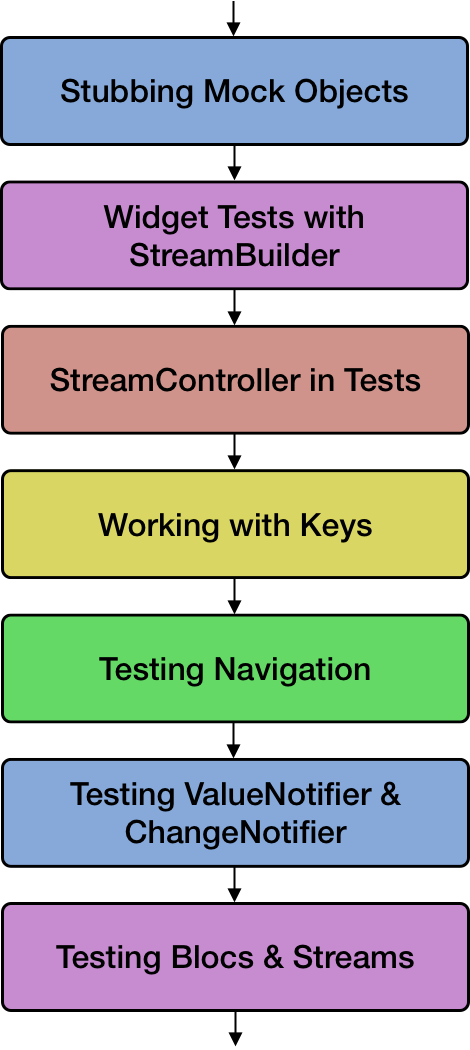 Stubbing Mock Objects
Widget Tests with
StreamBuilder
StreamController in Tests
Working with Keys
Testing Navigation
Testing ValueNotifier &
ChangeNotifier
Testing Blocs & Streams